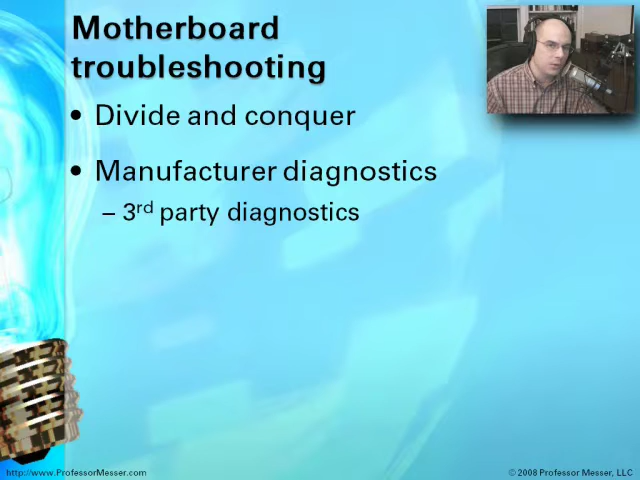 Motherboard
troubleshooting
• Divide and conquer
• Manufacturer diagnostics
– 3rd party diagnostics
http://www.ProfessorMesser.com
© 2008 Professor Messer, LLC